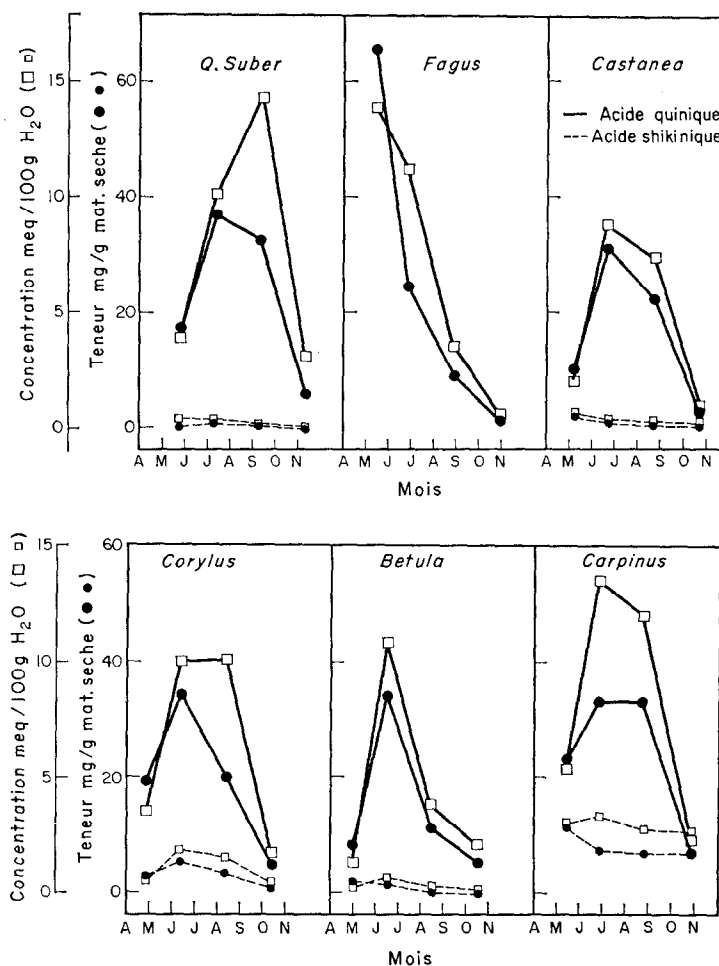 Q. Suber
Fagus
Castanea
Acide quinique
Acide shikinique
Concentration meq/100g H₂O (□ □)
Teneur mg/g mat. seche (● ●)
15
10
5
0
60
40
20
0
A M J J A S O N
A M J J A S O N
A M J J A S O N
Mois
Corylus
Betula
Carpinus
Concentration meq/100g H₂O (□ □)
Teneur mg/g mat. seche (● ●)
15
10
5
0
60
40
20
0
A M J J A S O N
A M J J A S O N
A M J J A S O N
Mois